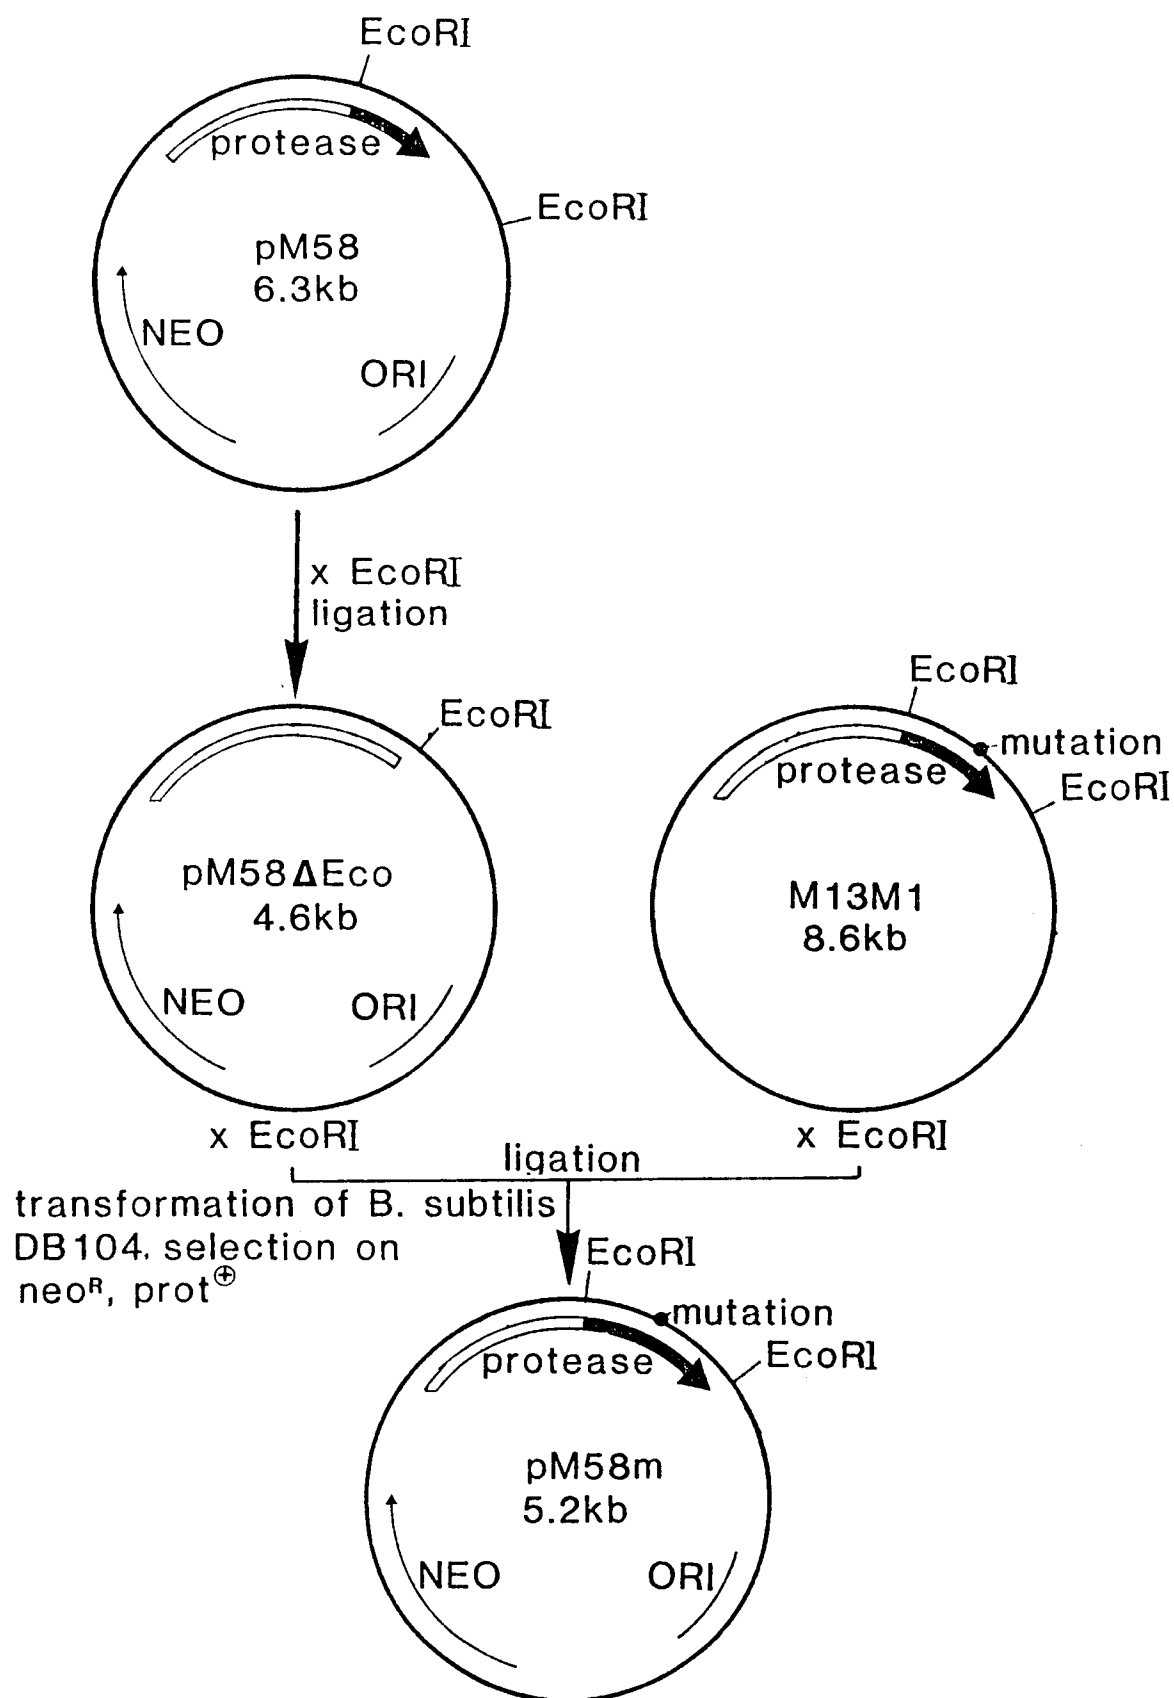 EcoRI
protease
EcoRI
pM58
6.3kb
NEO
ORI
x EcoRI
ligation
EcoRI
pM58ΔEco
4.6kb
NEO
ORI
x EcoRI
EcoRI
mutation
protease
EcoRI
M13M1
8.6kb
x EcoRI
ligation
transformation of B. subtilis
DB104. selection on
neoᴿ, prot⊕
EcoRI
mutation
protease
EcoRI
pM58m
5.2kb
NEO
ORI